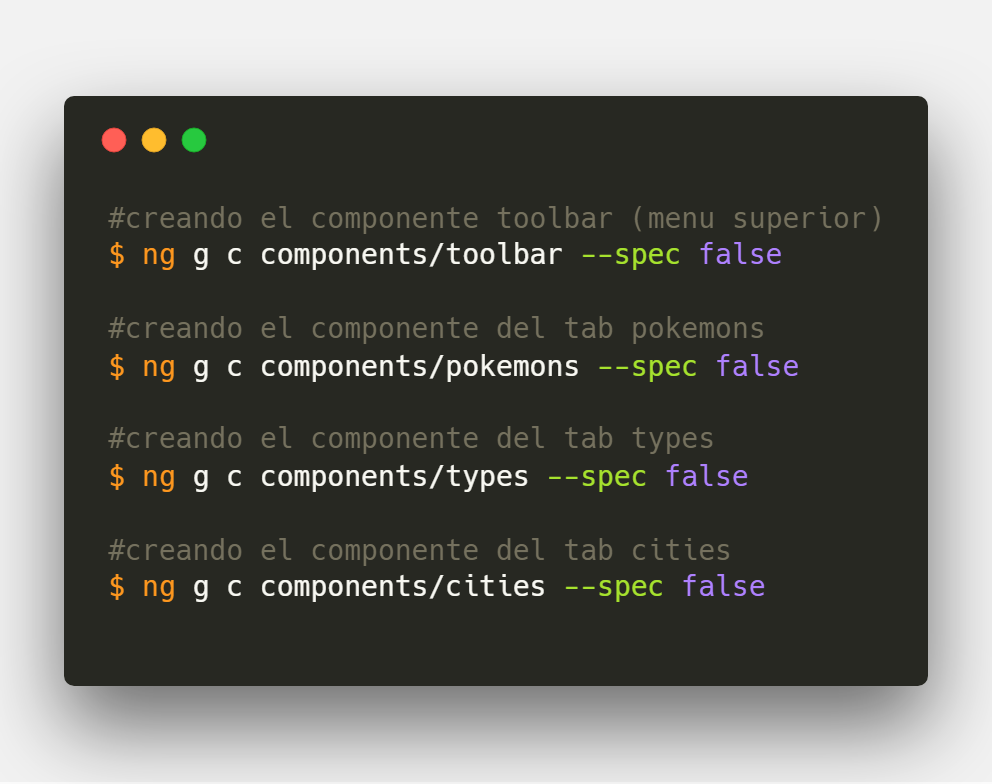 #creando el componente toolbar (menu superior)
$ ng g c components/toolbar --spec false
#creando el componente del tab pokemons
$ ng g c components/pokemons --spec false
#creando el componente del tab types
$ ng g c components/types --spec false
#creando el componente del tab cities
$ ng g c components/cities --spec false